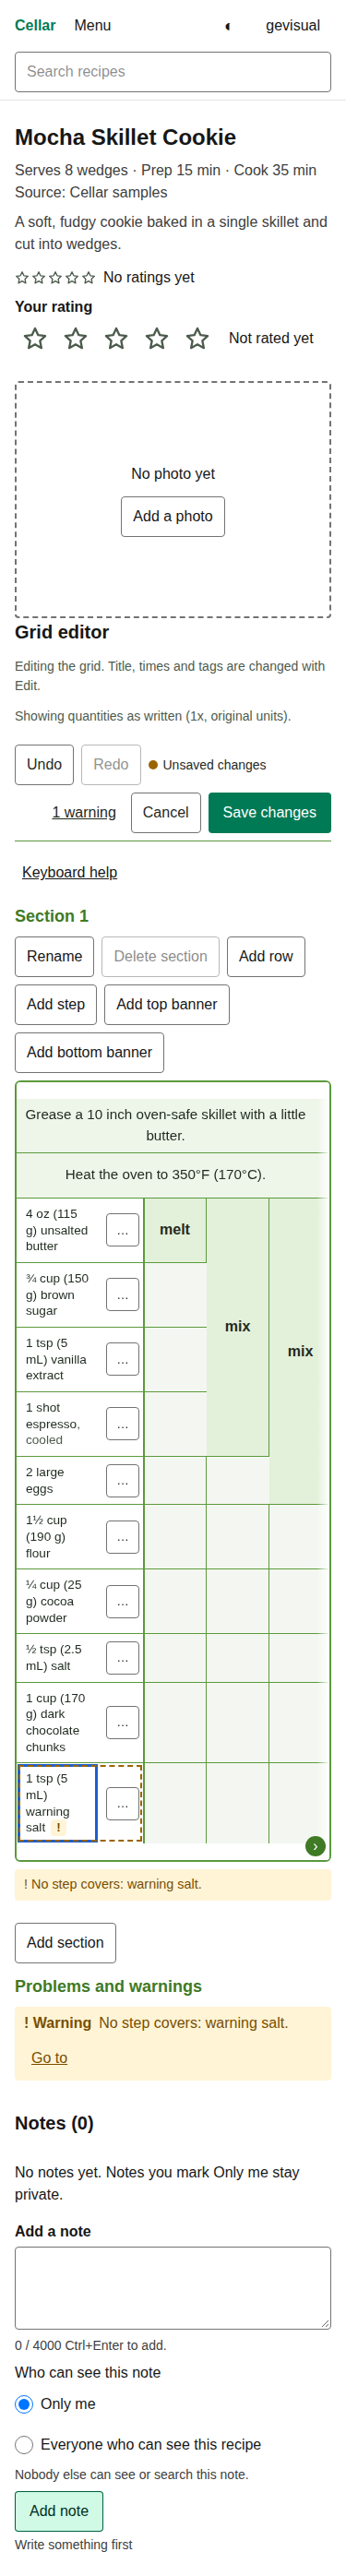 Cellar Menu gevisual
Search recipes
Mocha Skillet Cookie
Serves 8 wedges · Prep 15 min · Cook 35 min
Source: Cellar samples
A soft, fudgy cookie baked in a single skillet and
cut into wedges.
No ratings yet
Your rating
Not rated yet
No photo yet
Add a photo
Grid editor
Editing the grid. Title, times and tags are changed with
Edit.
Showing quantities as written (1x, original units).
Undo Redo Unsaved changes
1 warning Cancel Save changes
Keyboard help
Section 1
Rename Delete section Add row
Add step Add top banner
Add bottom banner
Grease a 10 inch oven-safe skillet with a little
butter.
Heat the oven to 350°F (170°C).
4 oz (115
g) unsalted
butter
...
melt
¾ cup (150
g) brown
sugar
...
mix
1 tsp (5
mL) vanilla
extract
...
mix
1 shot
espresso,
cooled
...
2 large
eggs
...
1½ cup
(190 g)
flour
...
¼ cup (25
g) cocoa
powder
...
½ tsp (2.5
mL) salt
...
1 cup (170
g) dark
chocolate
chunks
...
1 tsp (5
mL)
warning
salt !
...
›
! No step covers: warning salt.
Add section
Problems and warnings
! Warning No step covers: warning salt.
Go to
Notes (0)
No notes yet. Notes you mark Only me stay
private.
Add a note
0 / 4000 Ctrl+Enter to add.
Who can see this note
Only me
Everyone who can see this recipe
Nobody else can see or search this note.
Add note
Write something first